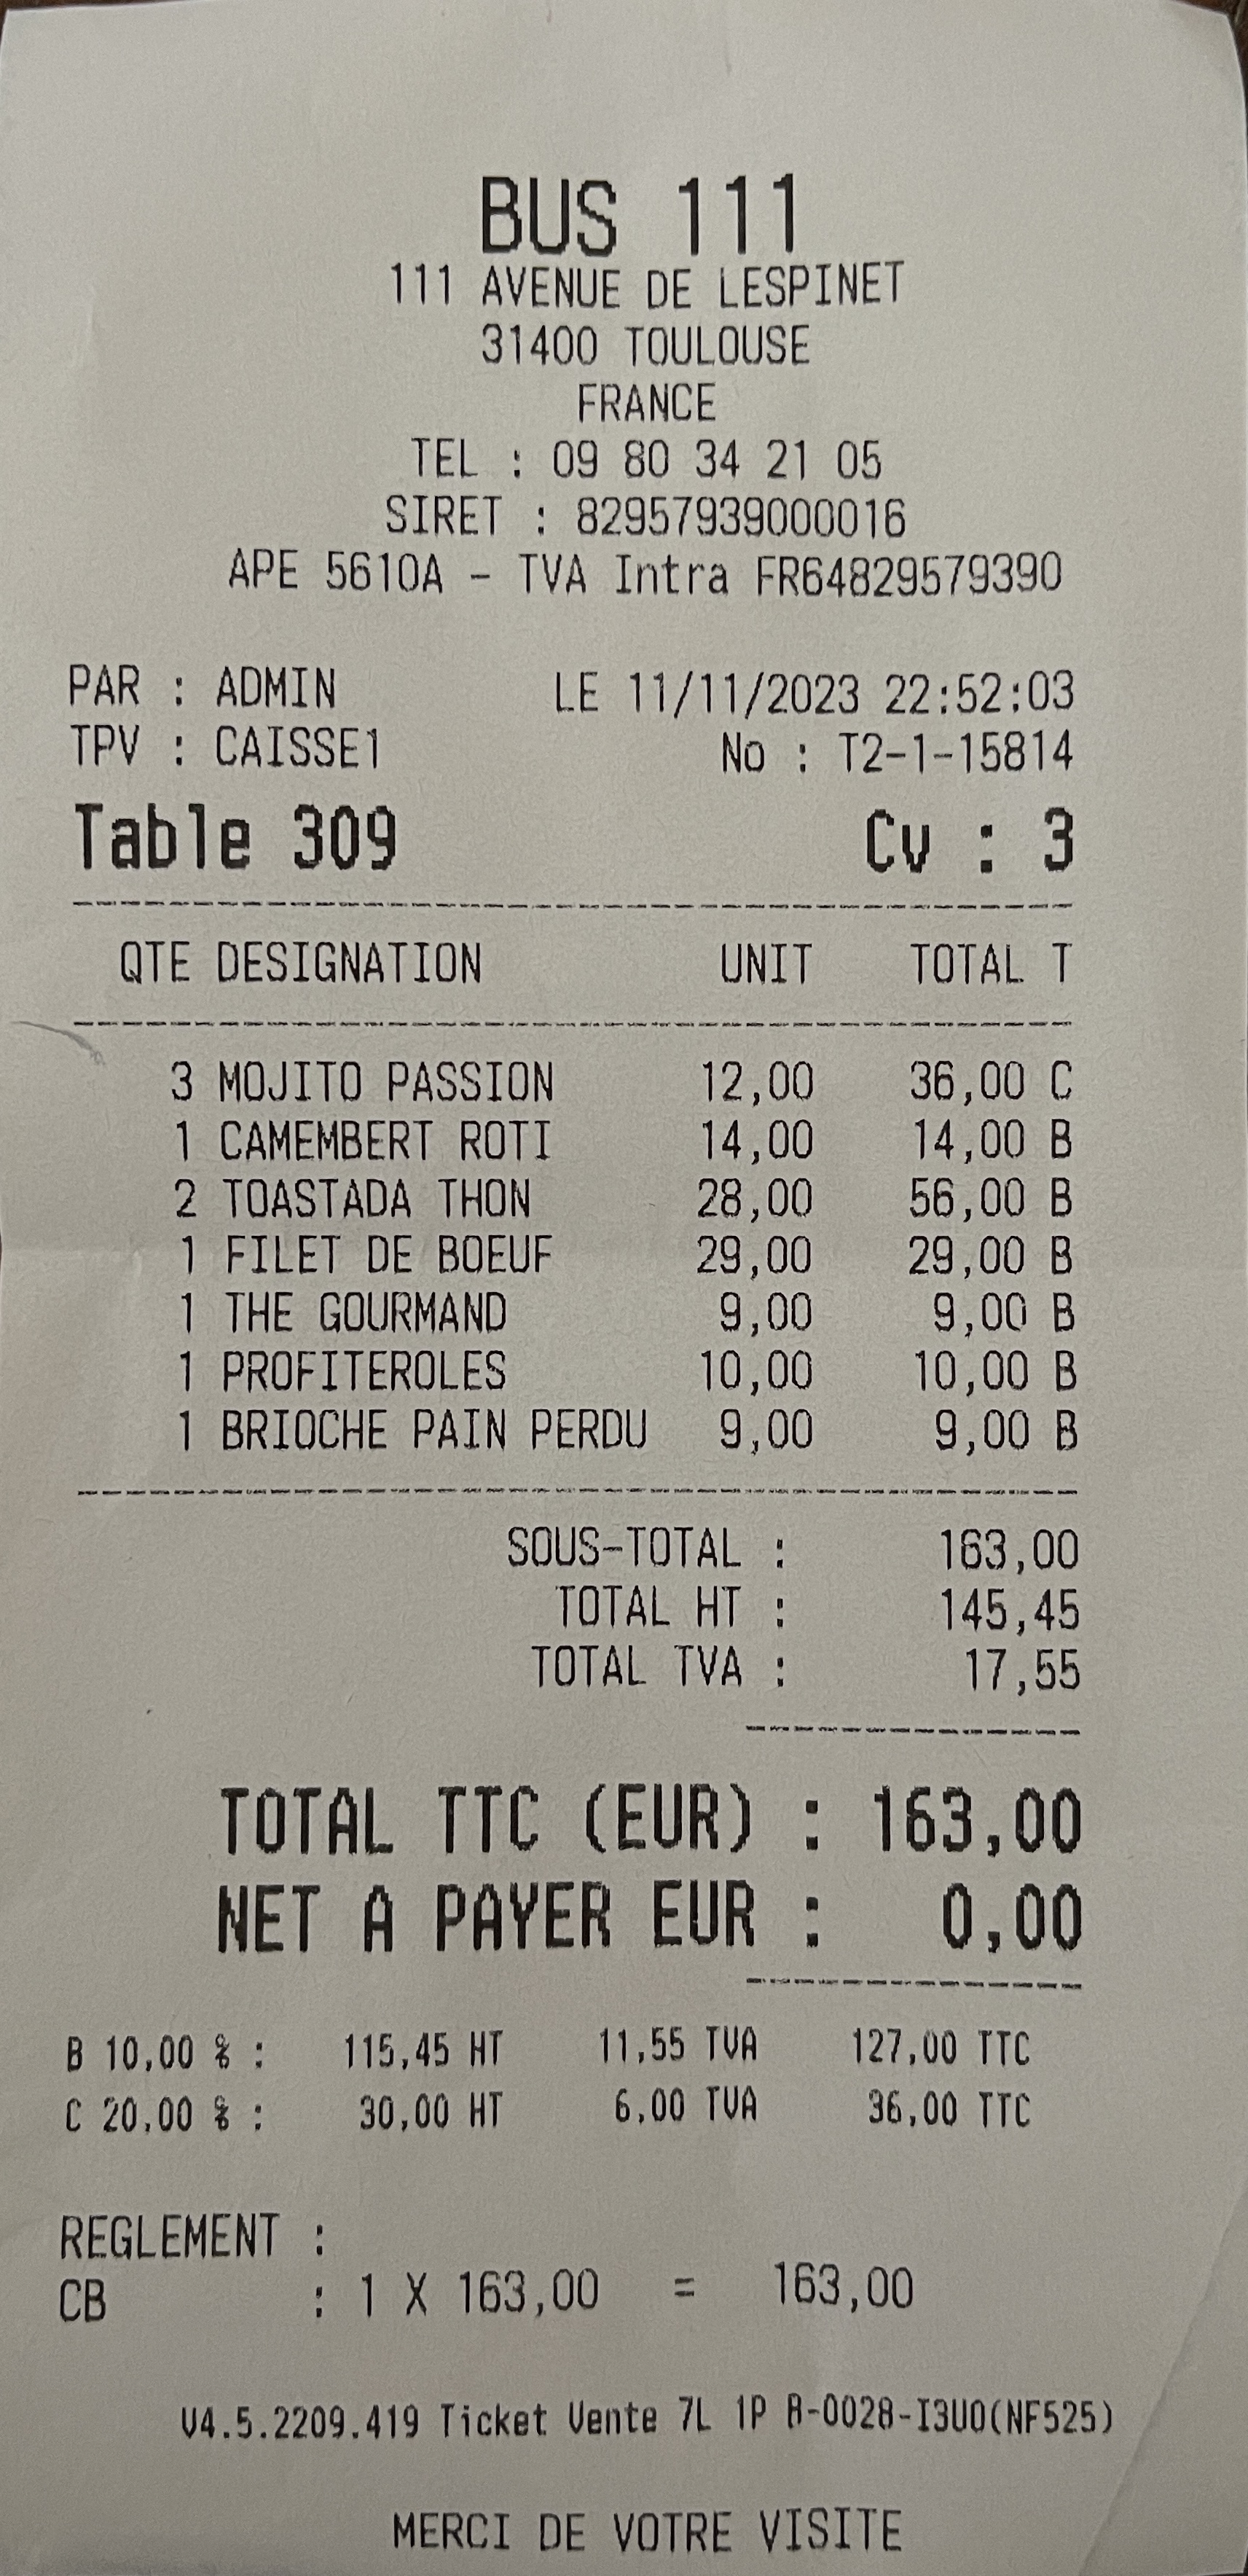 BUS 111
111 AVENUE DE LESPINET
31400 TOULOUSE
FRANCE
TEL : 09 80 34 21 05
SIRET : 82957939000016
APE 5610A - TVA Intra FR64829579390
PAR : ADMIN LE 11/11/2023 22:52:03
TPV : CAISSE1 No : T2-1-15814
Table 309 Cv : 3
QTE DESIGNATION UNIT TOTAL T
3 MOJITO PASSION 12,00 36,00 C
1 CAMEMBERT ROTI 14,00 14,00 B
2 TOASTADA THON 28,00 56,00 B
1 FILET DE BOEUF 29,00 29,00 B
1 THE GOURMAND 9,00 9,00 B
1 PROFITEROLES 10,00 10,00 B
1 BRIOCHE PAIN PERDU 9,00 9,00 B
SOUS-TOTAL : 163,00
TOTAL HT : 145,45
TOTAL TVA : 17,55
TOTAL TTC (EUR) : 163,00
NET A PAYER EUR : 0,00
B 10,00 % : 115,45 HT 11,55 TVA 127,00 TTC
C 20,00 % : 30,00 HT 6,00 TVA 36,00 TTC
REGLEMENT :
CB : 1 X 163,00 = 163,00
V4.5.2209.419 Ticket Vente 7L 1P R-0028-I3U0(NF525)
MERCI DE VOTRE VISITE